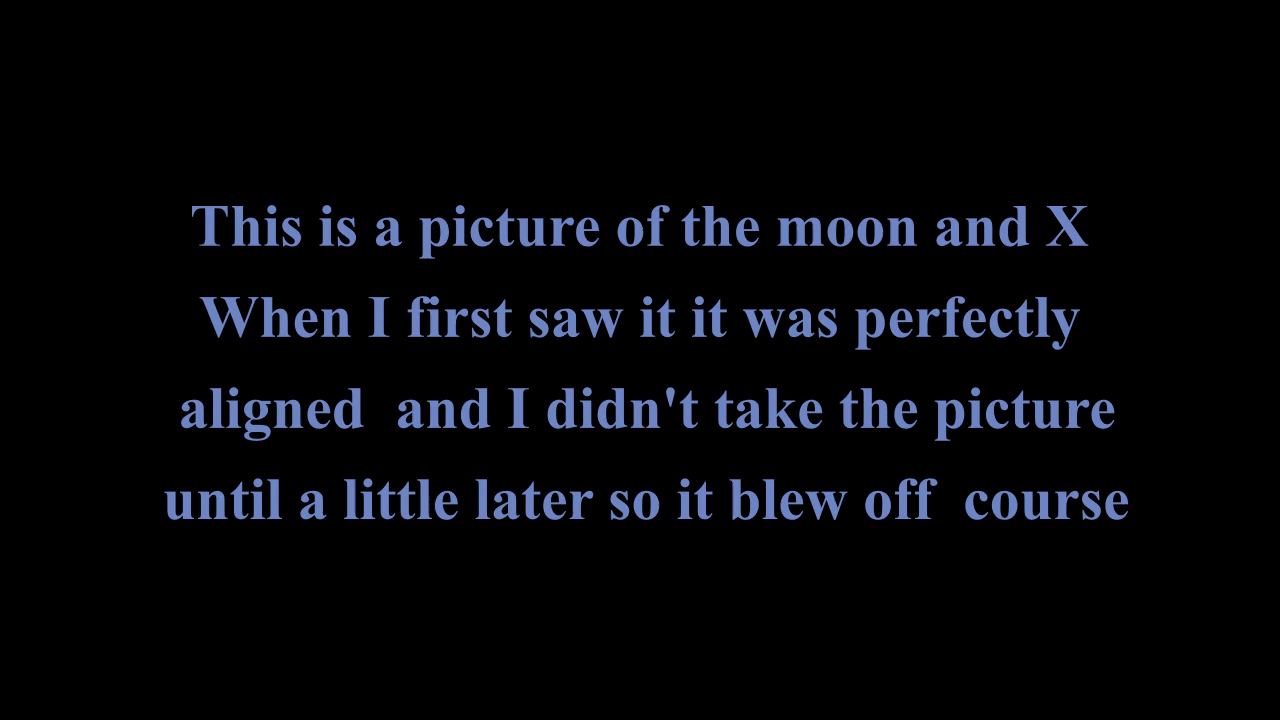 This is a picture of the moon and X
When I first saw it it was perfectly
aligned  and I didn't take the picture
until a little later so it blew off  course